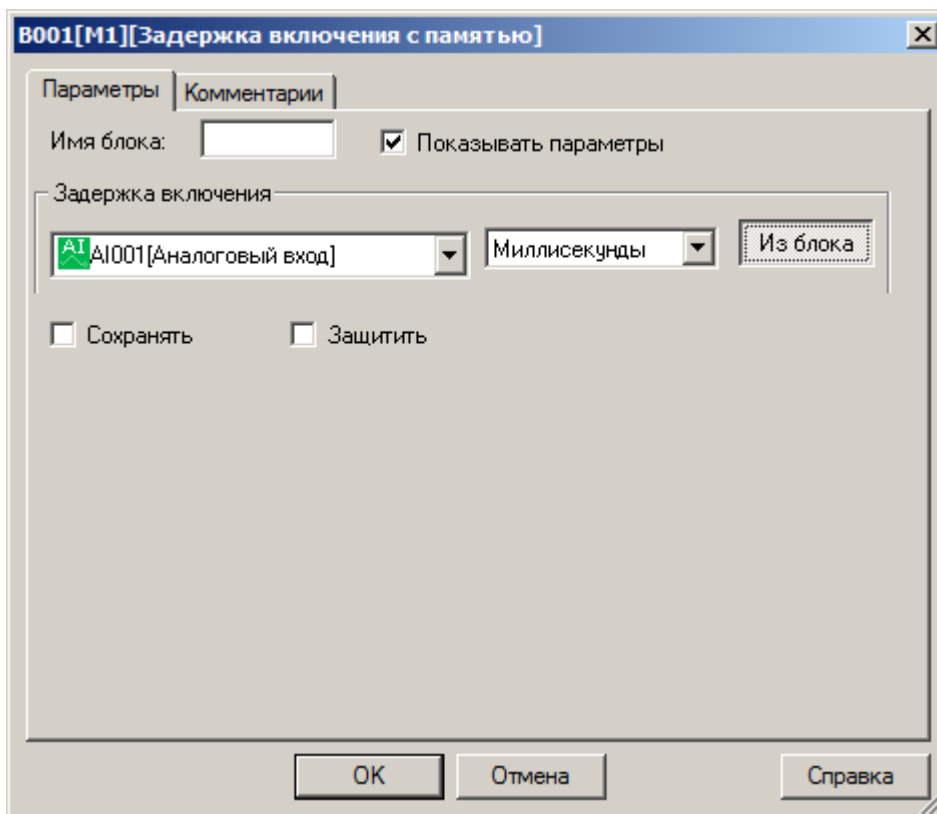 B001[M1][Задержка включения с памятью]
Параметры Комментарии
Имя блока: Показывать параметры
Задержка включения
AI AI001[Аналоговый вход] Миллисекунды Из блока
Сохранять Защитить
OK Отмена Справка